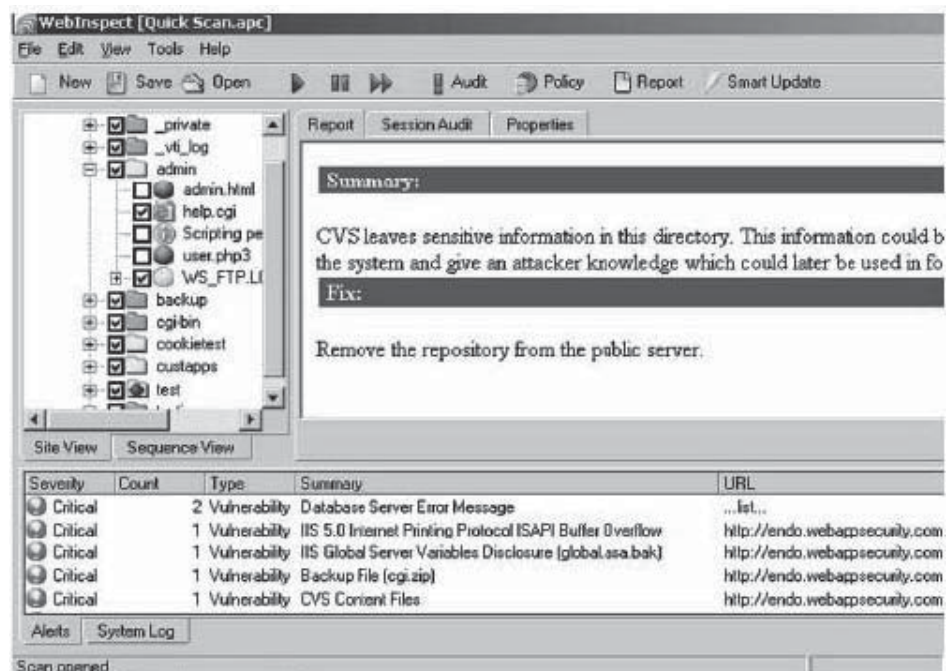 WebInspect [Quick Scan.apc]
File Edit View Tools Help
New Save Open Audit Policy Report Smart Update
_private
_vti_log
admin
admin.html
help.cgi
Scripting pe
user.php3
WS_FTP.L
backup
cgi-bin
cookietest
custapps
test
Site View Sequence View
Report Session Audit Properties
Summary:
CVS leaves sensitive information in this directory. This information could b
the system and give an attacker knowledge which could later be used in fo
Fix:
Remove the repository from the public server.
Severity Count Type Summary URL
Critical 2 Vulnerability Database Server Error Message ...list...
Critical 1 Vulnerability IIS 5.0 Internet Printing Protocol ISAPI Buffer Overflow http://endo.webappsecurity.com
Critical 1 Vulnerability IIS Global Server Variables Disclosure (global.asa.bak) http://endo.webappsecurity.com
Critical 1 Vulnerability Backup File (cgi.zip) http://endo.webappsecurity.com
Critical 1 Vulnerability CVS Content Files http://endo.webappsecurity.com
Alerts System Log
Scan opened